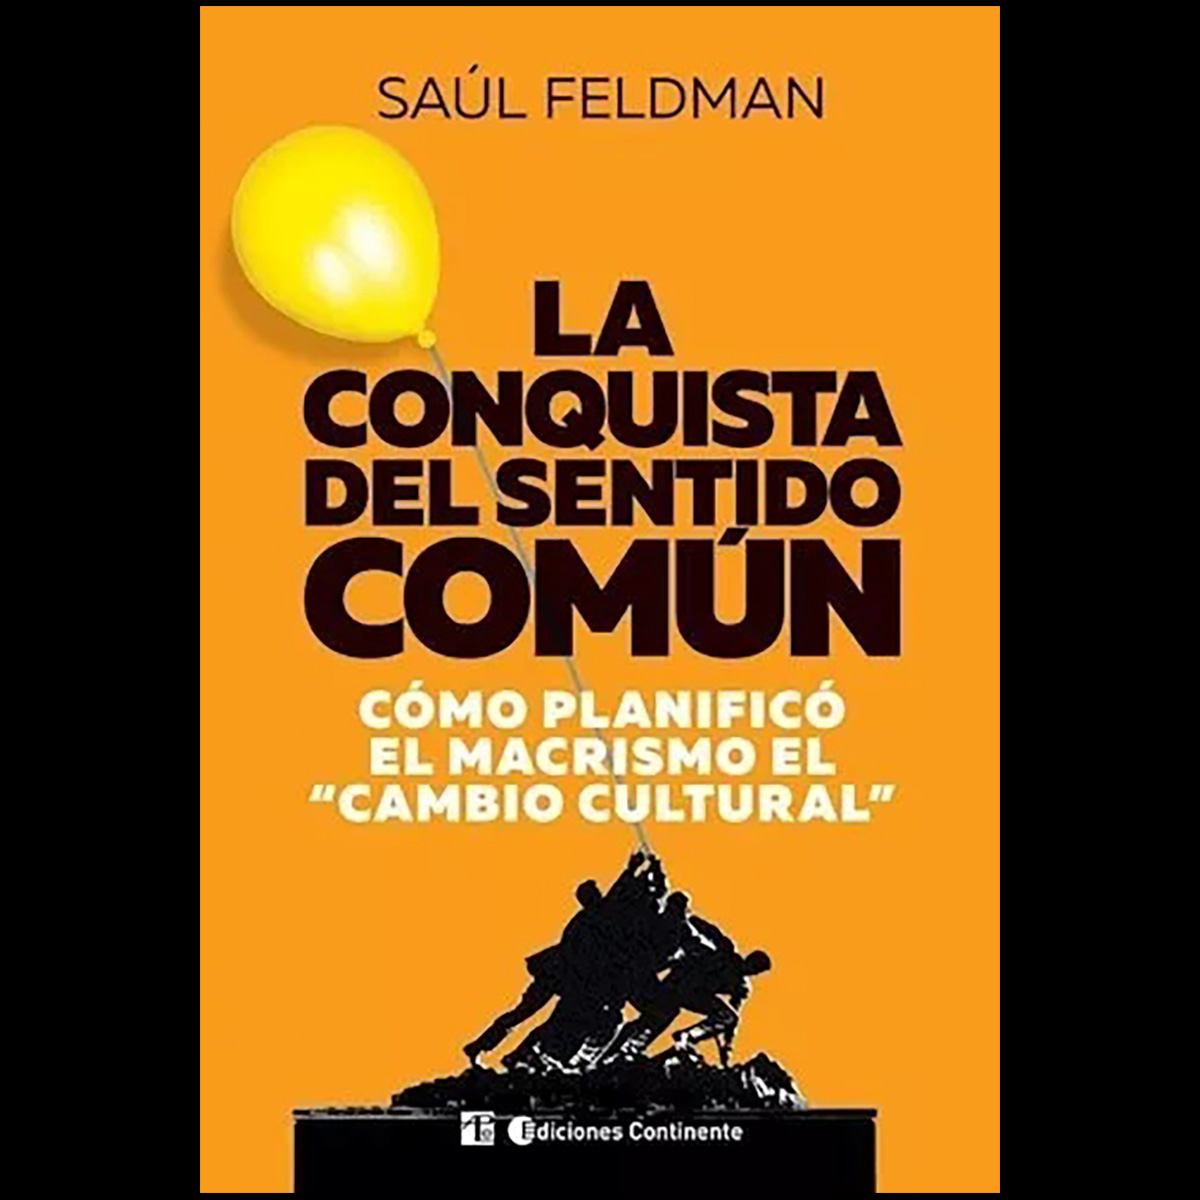 SAÚL FELDMAN
LA
CONQUISTA
DEL SENTIDO
COMÚN
CÓMO PLANIFICÓ
EL MACRISMO EL
“CAMBIO CULTURAL”
Ediciones Continente